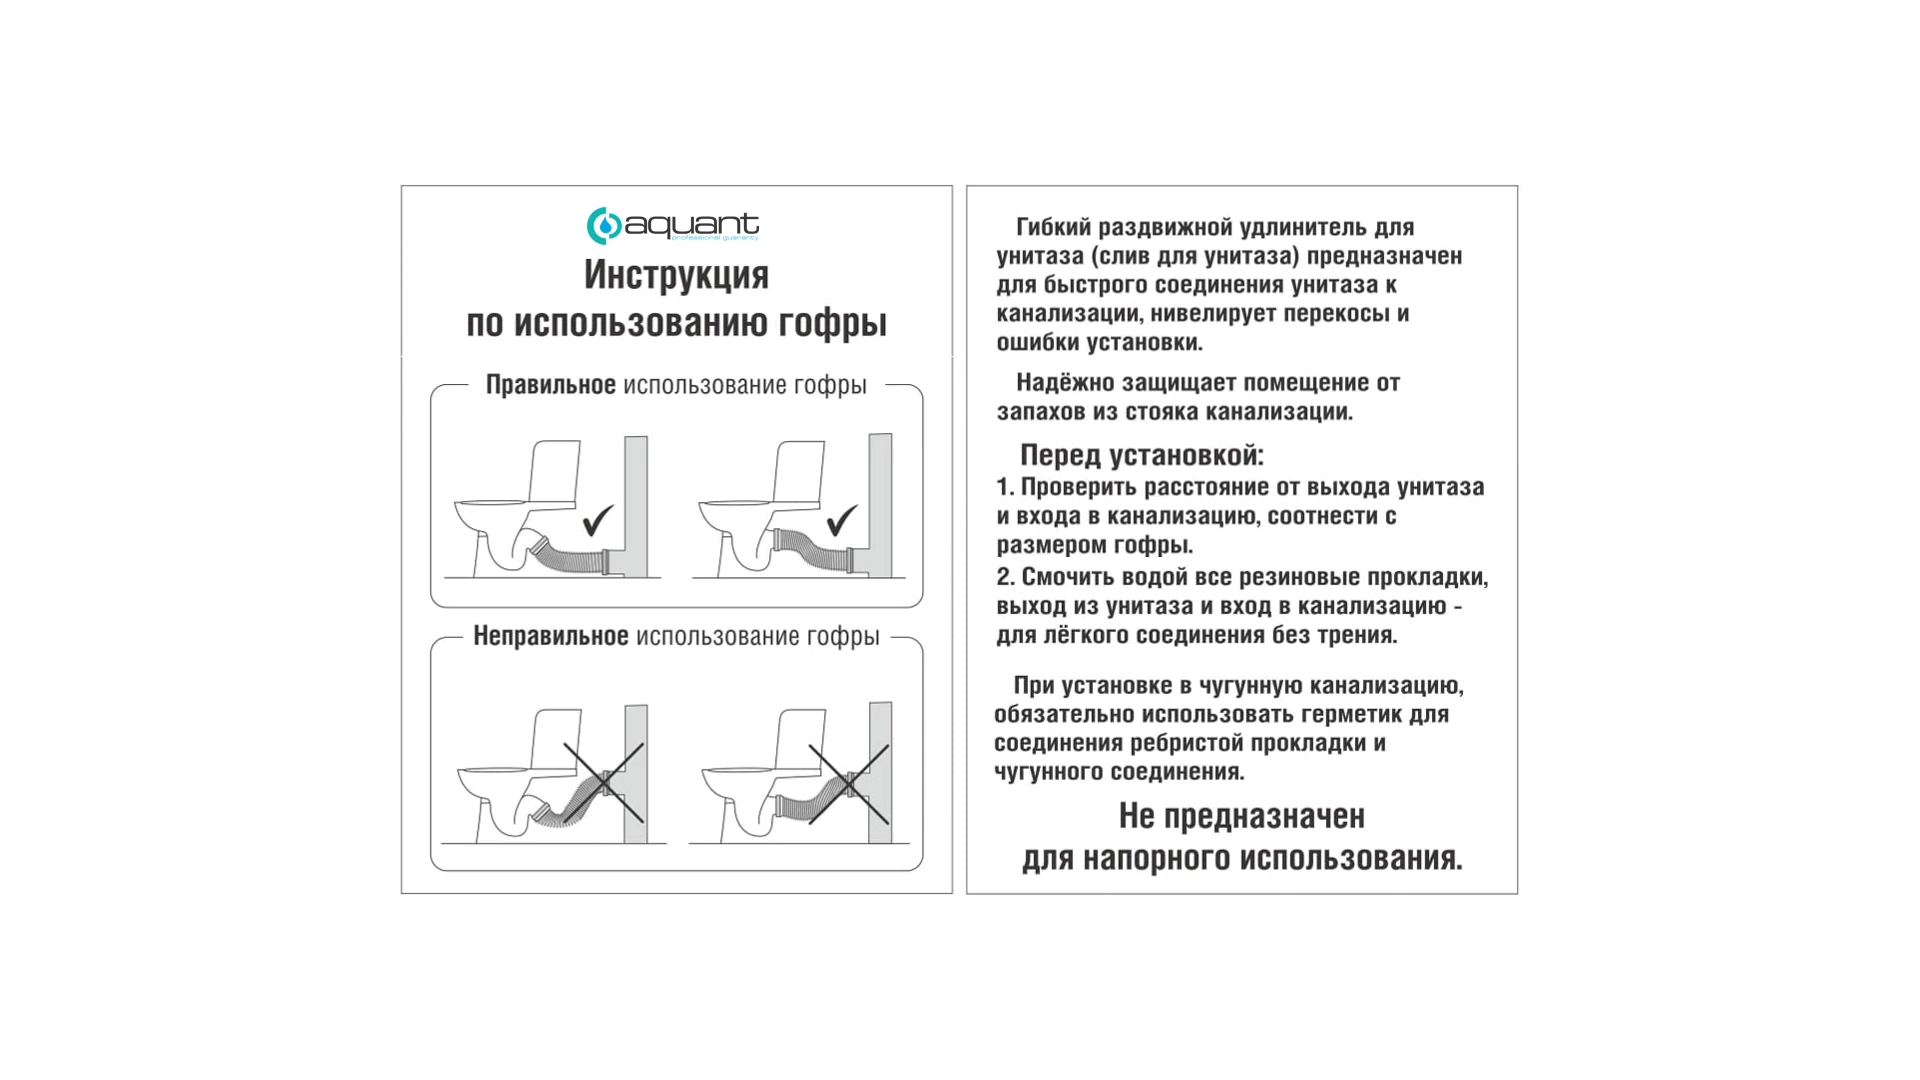 aquant
professional guaranty
Инструкция
по использованию гофры
Правильное использование гофры
Неправильное использование гофры
Гибкий раздвижной удлинитель для
унитаза (слив для унитаза) предназначен
для быстрого соединения унитаза к
канализации, нивелирует перекосы и
ошибки установки.
Надёжно защищает помещение от
запахов из стояка канализации.
Перед установкой:
1. Проверить расстояние от выхода унитаза
и входа в канализацию, соотнести с
размером гофры.
2. Смочить водой все резиновые прокладки,
выход из унитаза и вход в канализацию -
для лёгкого соединения без трения.
При установке в чугунную канализацию,
обязательно использовать герметик для
соединения ребристой прокладки и
чугунного соединения.
Не предназначен
для напорного использования.